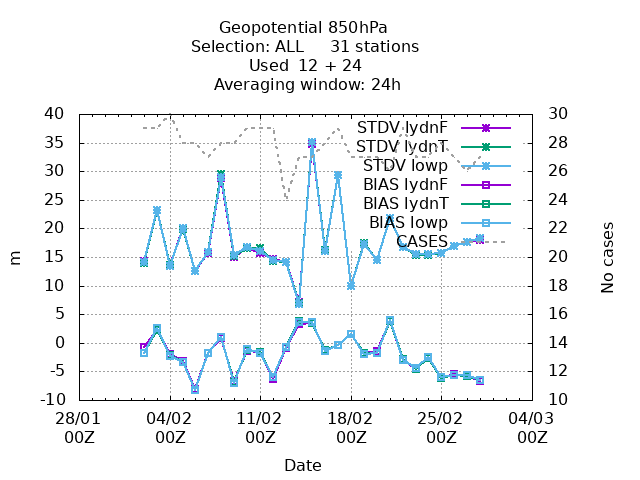 Geopotential 850hPa
Selection: ALL 31 stations
Used 12 + 24
Averaging window: 24h
40 30
35 28
30 26
25 24
20 22
15 20
10 18
5 16
0 14
-5 12
-10 10
STDV lydnF
STDV lydnT
STDV lowp
BIAS lydnF
BIAS lydnT
BIAS lowp
CASES
m
No cases
28/01 04/02 11/02 18/02 25/02 04/03
00Z 00Z 00Z 00Z 00Z 00Z
Date